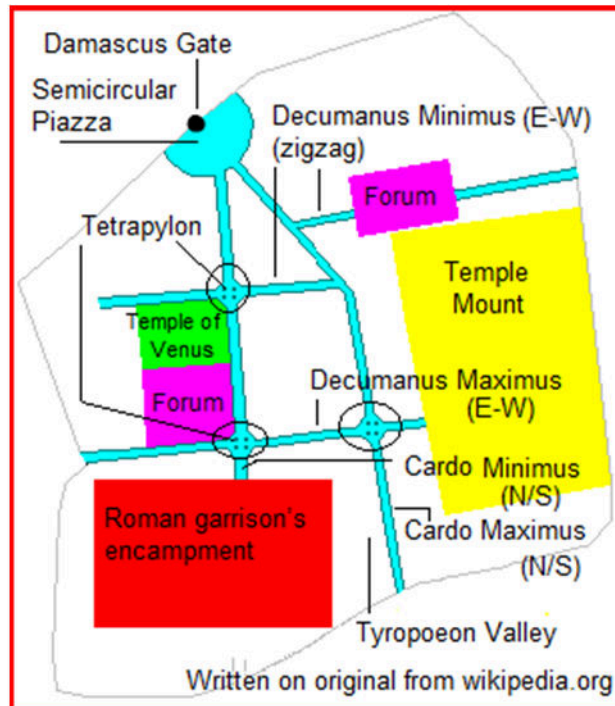 Damascus Gate
Semicircular
Piazza
Decumanus Minimus (E-W)
(zigzag)
Forum
Tetrapylon
Temple
Mount
Temple of
Venus
Decumanus Maximus
(E-W)
Forum
Cardo Minimus
(N/S)
Roman garrison's
encampment
Cardo Maximus
(N/S)
Tyropoeon Valley
Written on original from wikipedia.org